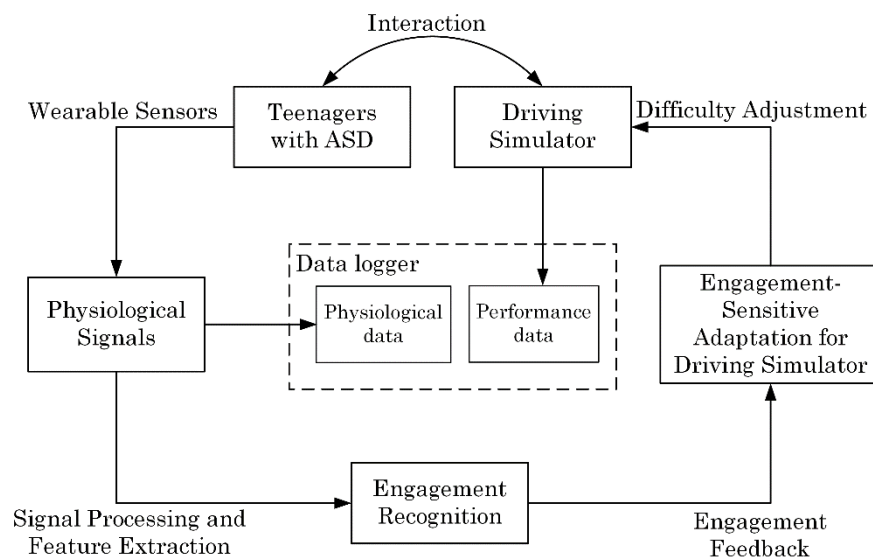 Interaction
Wearable Sensors
Teenagers
with ASD
Driving
Simulator
Difficulty Adjustment
Data logger
Physiological
Signals
Physiological
data
Performance
data
Engagement-
Sensitive
Adaptation for
Driving Simulator
Signal Processing and
Feature Extraction
Engagement
Recognition
Engagement
Feedback